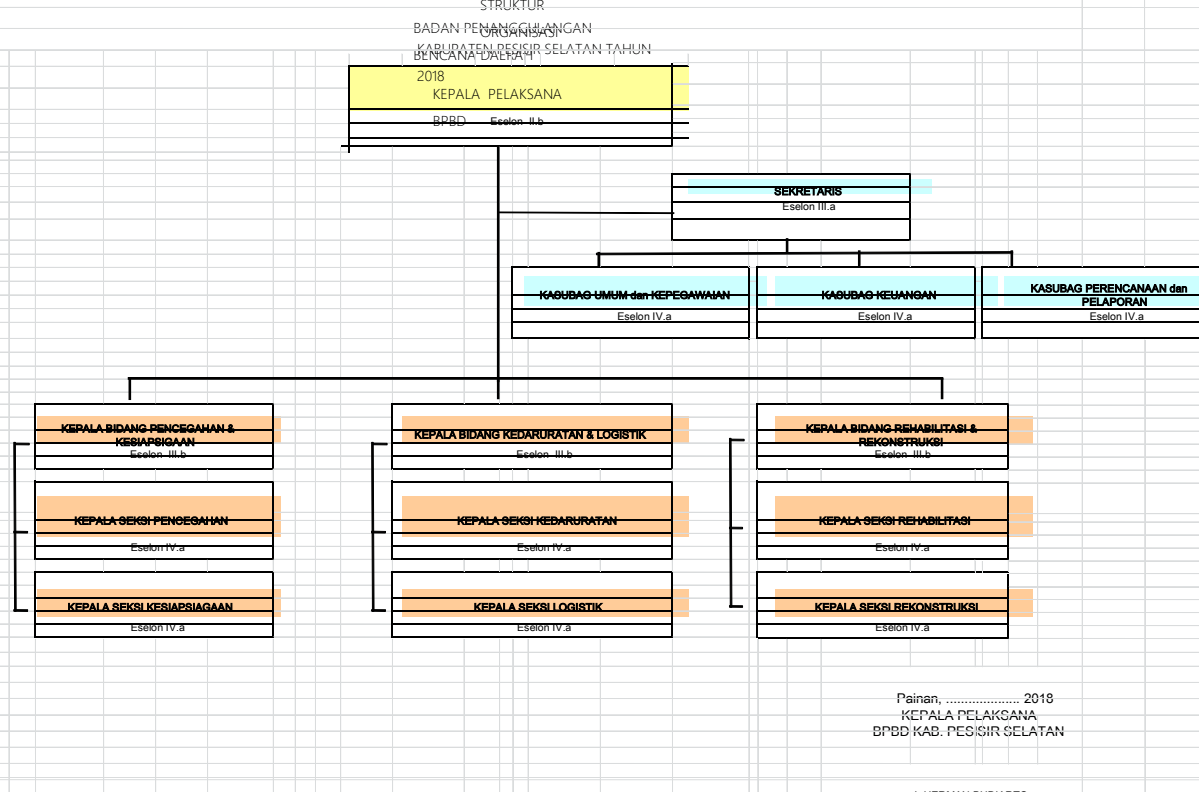 STRUKTUR
ORGANISASI
BADAN PENANGGULANGAN
BENCANA DAERAH
KABUPATEN PESISIR SELATAN TAHUN
2018
KEPALA PELAKSANA
BPBD Eselon II.b
SEKRETARIS
Eselon III.a
KASUBAG UMUM dan KEPEGAWAIAN
Eselon IV.a
KASUBAG KEUANGAN
Eselon IV.a
KASUBAG PERENCANAAN dan
PELAPORAN
Eselon IV.a
KEPALA BIDANG PENCEGAHAN &
KESIAPSIGAAN
Eselon III.b
KEPALA BIDANG KEDARURATAN & LOGISTIK
Eselon III.b
KEPALA BIDANG REHABILITASI &
REKONSTRUKSI
Eselon III.b
KEPALA SEKSI PENCEGAHAN
Eselon IV.a
KEPALA SEKSI KEDARURATAN
Eselon IV.a
KEPALA SEKSI REHABILITASI
Eselon IV.a
KEPALA SEKSI KESIAPSIAGAAN
Eselon IV.a
KEPALA SEKSI LOGISTIK
Eselon IV.a
KEPALA SEKSI REKONSTRUKSI
Eselon IV.a
Painan, .................... 2018
KEPALA PELAKSANA
BPBD KAB. PESISIR SELATAN